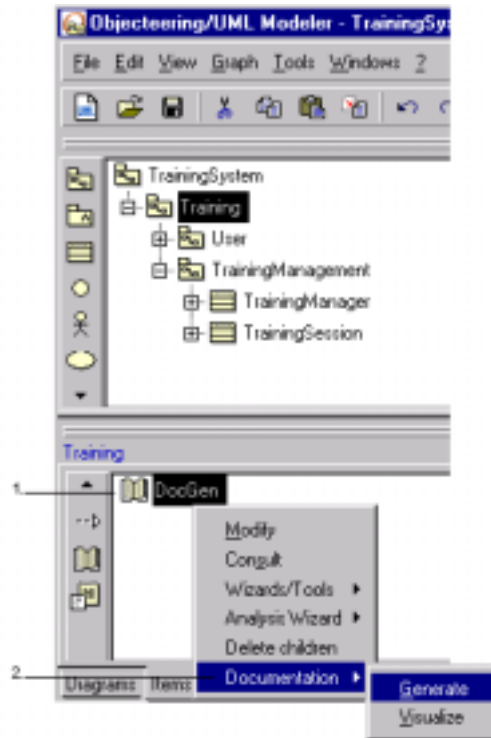 Objecteering/UML Modeler - TrainingSy
File Edit View Graph Tools Windows ?
TrainingSystem
Training
User
TrainingManagement
TrainingManager
TrainingSession
Training
1. DocGen
Modify
Consult
Wizards/Tools
Analysis Wizard
Delete children
2. Documentation
Diagrams Items
Generate
Visualize